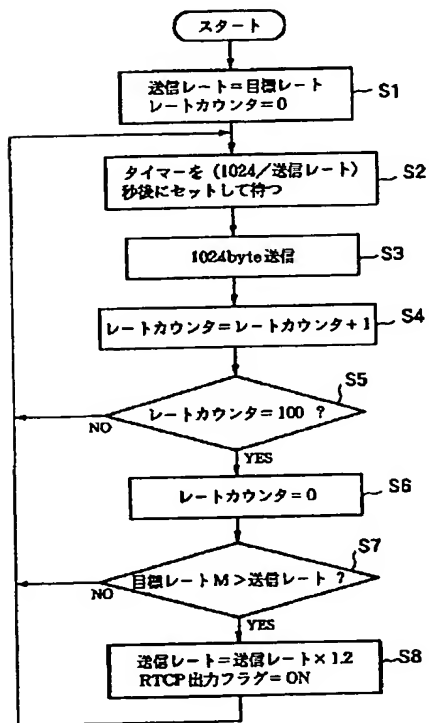 スタート
送信レート=目標レート
レートカウンタ=0
S1
タイマーを(1024/送信レート)
秒後にセットして待つ
S2
1024byte送信
S3
レートカウンタ=レートカウンタ+1
S4
レートカウンタ=100 ?
S5
NO
YES
レートカウンタ=0
S6
目標レートM>送信レート ?
S7
NO
YES
送信レート=送信レート×1.2
RTCP出力フラグ=ON
S8